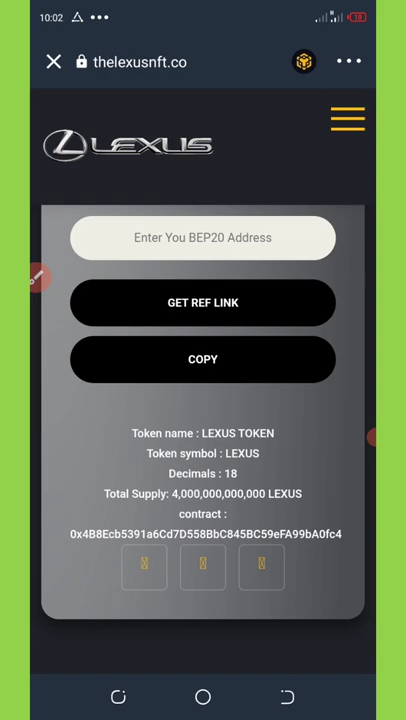 10:02
18
thelexusnft.co
LEXUS
Enter You BEP20 Address
GET REF LINK
COPY
Token name : LEXUS TOKEN
Token symbol : LEXUS
Decimals : 18
Total Supply: 4,000,000,000,000 LEXUS
contract :
0x4B8Ecb5391a6Cd7D558BbC845BC59eFA99bA0fc4